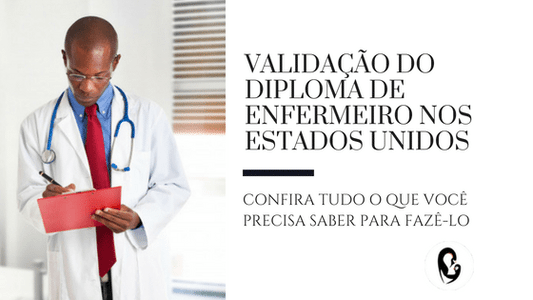 VALIDAÇÃO DO
DIPLOMA DE
ENFERMEIRO NOS
ESTADOS UNIDOS
CONFIRA TUDO O QUE VOCÊ
PRECISA SABER PARA FAZÊ-LO